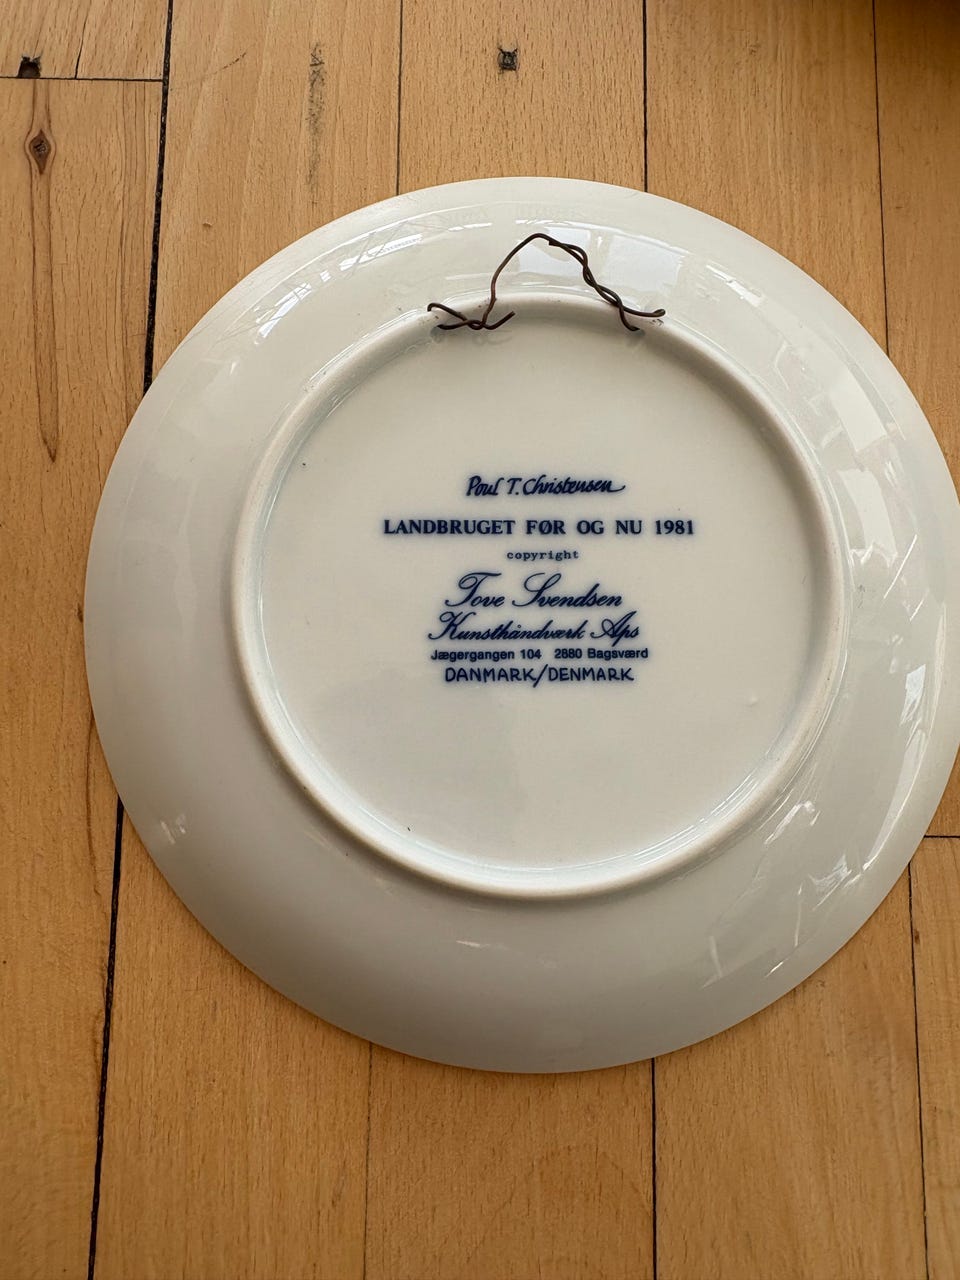 Poul T. Christensen
LANDBRUGET FØR OG NU 1981
copyright
Tove Svendsen
Kunsthåndværk Aps
Jægergangen 104 2880 Bagsværd
DANMARK/DENMARK